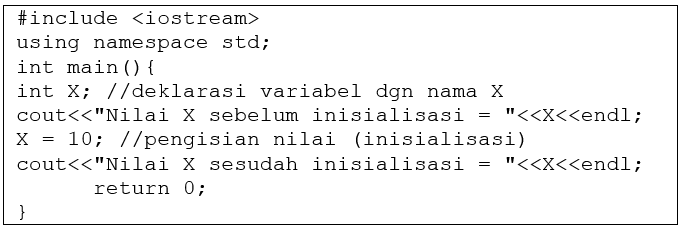 #include <iostream>
using namespace std;
int main(){
int X; //deklarasi variabel dgn nama X
cout<<"Nilai X sebelum inisialisasi = "<<X<<endl;
X = 10; //pengisian nilai (inisialisasi)
cout<<"Nilai X sesudah inisialisasi = "<<X<<endl;
return 0;
}